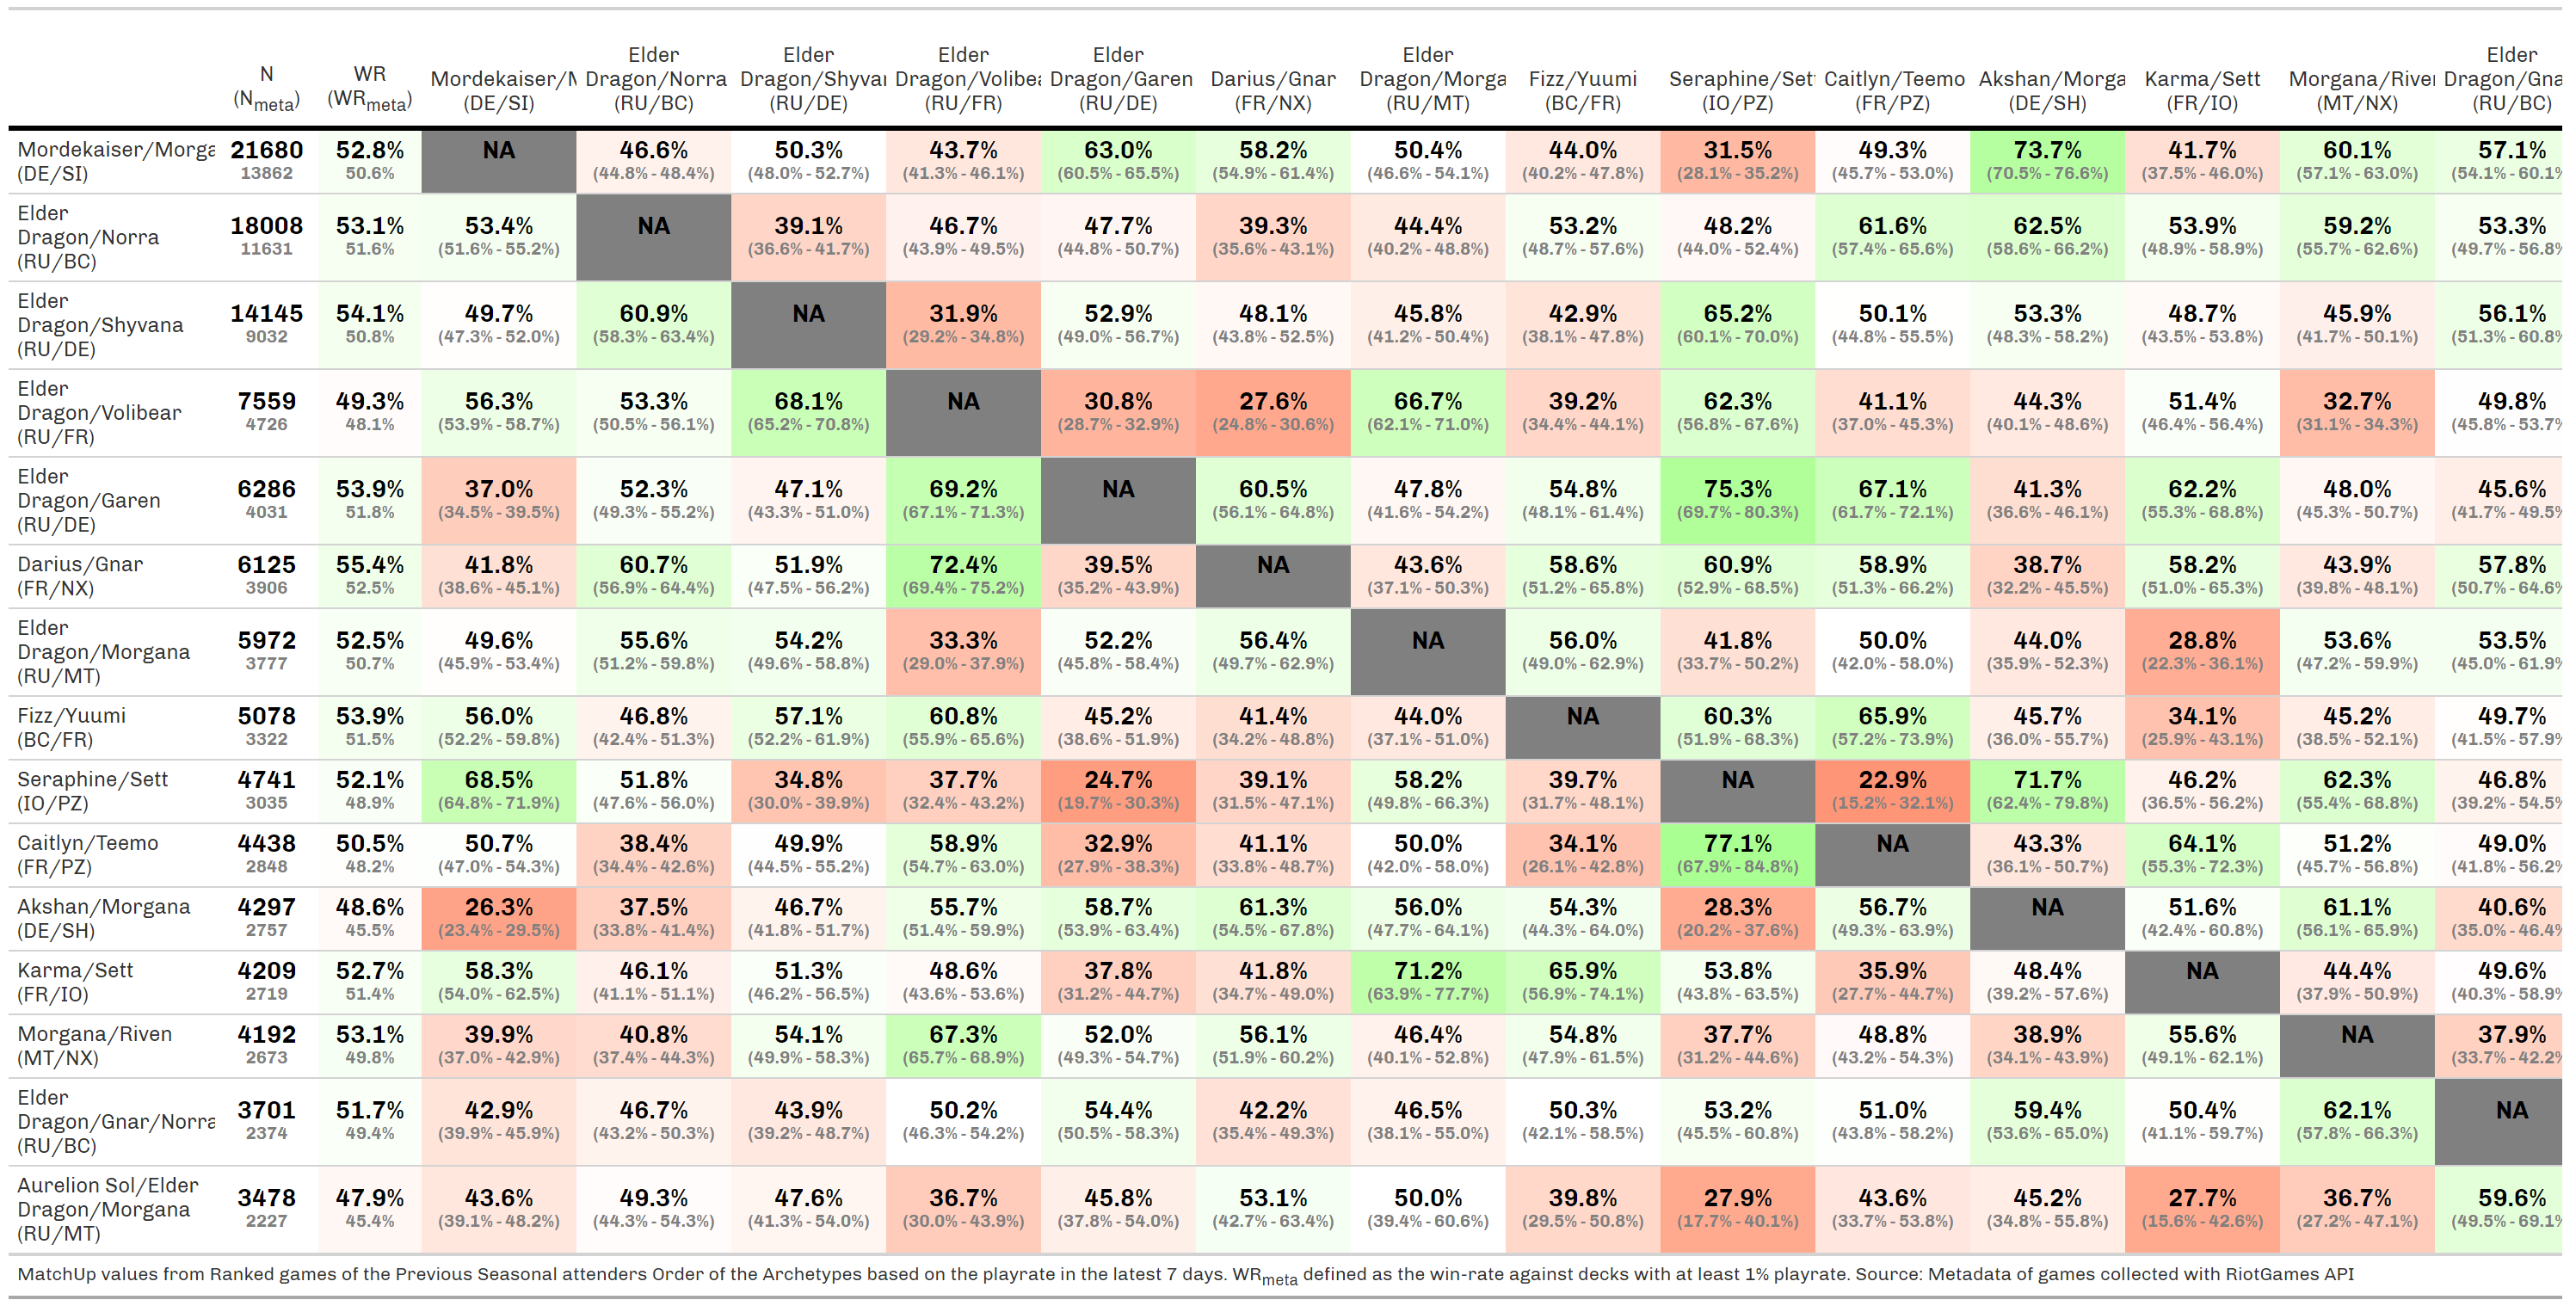 Elder Elder Elder Elder Elder Elder
N WR Mordekaiser/M Dragon/Norra Dragon/Shyvan Dragon/Volibea Dragon/Garen Darius/Gnar Dragon/Morga Fizz/Yuumi Seraphine/Sett Caitlyn/Teemo Akshan/Morga Karma/Sett Morgana/Riven Dragon/Gna
(Nmeta) (WRmeta) (DE/SI) (RU/BC) (RU/DE) (RU/FR) (RU/DE) (FR/NX) (RU/MT) (BC/FR) (IO/PZ) (FR/PZ) (DE/SH) (FR/IO) (MT/NX) (RU/BC)
Mordekaiser/Morga 21680 52.8% NA 46.6% 50.3% 43.7% 63.0% 58.2% 50.4% 44.0% 31.5% 49.3% 73.7% 41.7% 60.1% 57.1%
(DE/SI) 13862 50.6% (44.8% - 48.4%) (48.0% - 52.7%) (41.3% - 46.1%) (60.5% - 65.5%) (54.9% - 61.4%) (46.6% - 54.1%) (40.2% - 47.8%) (28.1% - 35.2%) (45.7% - 53.0%) (70.5% - 76.6%) (37.5% - 46.0%) (57.1% - 63.0%) (54.1% - 60.1%
Elder
Dragon/Norra
(RU/BC)
18008 53.1% 53.4% NA 39.1% 46.7% 47.7% 39.3% 44.4% 53.2% 48.2% 61.6% 62.5% 53.9% 59.2% 53.3%
11631 51.6% (51.6% - 55.2%) (36.6% - 41.7%) (43.9% - 49.5%) (44.8% - 50.7%) (35.6% - 43.1%) (40.2% - 48.8%) (48.7% - 57.6%) (44.0% - 52.4%) (57.4% - 65.6%) (58.6% - 66.2%) (48.9% - 58.9%) (55.7% - 62.6%) (49.7% - 56.8%
Elder
Dragon/Shyvana
(RU/DE)
14145 54.1% 49.7% 60.9% NA 31.9% 52.9% 48.1% 45.8% 42.9% 65.2% 50.1% 53.3% 48.7% 45.9% 56.1%
9032 50.8% (47.3% - 52.0%) (58.3% - 63.4%) (29.2% - 34.8%) (49.0% - 56.7%) (43.8% - 52.5%) (41.2% - 50.4%) (38.1% - 47.8%) (60.1% - 70.0%) (44.8% - 55.5%) (48.3% - 58.2%) (43.5% - 53.8%) (41.7% - 50.1%) (51.3% - 60.8%
Elder
Dragon/Volibear
(RU/FR)
7559 49.3% 56.3% 53.3% 68.1% NA 30.8% 27.6% 66.7% 39.2% 62.3% 41.1% 44.3% 51.4% 32.7% 49.8%
4726 48.1% (53.9% - 58.7%) (50.5% - 56.1%) (65.2% - 70.8%) (28.7% - 32.9%) (24.8% - 30.6%) (62.1% - 71.0%) (34.4% - 44.1%) (56.8% - 67.6%) (37.0% - 45.3%) (40.1% - 48.6%) (46.4% - 56.4%) (31.1% - 34.3%) (45.8% - 53.7%
Elder
Dragon/Garen
(RU/DE)
6286 53.9% 37.0% 52.3% 47.1% 69.2% NA 60.5% 47.8% 54.8% 75.3% 67.1% 41.3% 62.2% 48.0% 45.6%
4031 51.8% (34.5% - 39.5%) (49.3% - 55.2%) (43.3% - 51.0%) (67.1% - 71.3%) (56.1% - 64.8%) (41.6% - 54.2%) (48.1% - 61.4%) (69.7% - 80.3%) (61.7% - 72.1%) (36.6% - 46.1%) (55.3% - 68.8%) (45.3% - 50.7%) (41.7% - 49.5%
Darius/Gnar 6125 55.4% 41.8% 60.7% 51.9% 72.4% 39.5% NA 43.6% 58.6% 60.9% 58.9% 38.7% 58.2% 43.9% 57.8%
(FR/NX) 3906 52.5% (38.6% - 45.1%) (56.9% - 64.4%) (47.5% - 56.2%) (69.4% - 75.2%) (35.2% - 43.9%) (37.1% - 50.3%) (51.2% - 65.8%) (52.9% - 68.5%) (51.3% - 66.2%) (32.2% - 45.5%) (51.0% - 65.3%) (39.8% - 48.1%) (50.7% - 64.6%
Elder
Dragon/Morgana
(RU/MT)
5972 52.5% 49.6% 55.6% 54.2% 33.3% 52.2% 56.4% NA 56.0% 41.8% 50.0% 44.0% 28.8% 53.6% 53.5%
3777 50.7% (45.9% - 53.4%) (51.2% - 59.8%) (49.6% - 58.8%) (29.0% - 37.9%) (45.8% - 58.4%) (49.7% - 62.9%) (49.0% - 62.9%) (33.7% - 50.2%) (42.0% - 58.0%) (35.9% - 52.3%) (22.3% - 36.1%) (47.2% - 59.9%) (45.0% - 61.9%
Fizz/Yuumi 5078 53.9% 56.0% 46.8% 57.1% 60.8% 45.2% 41.4% 44.0% NA 60.3% 65.9% 45.7% 34.1% 45.2% 49.7%
(BC/FR) 3322 51.5% (52.2% - 59.8%) (42.4% - 51.3%) (52.2% - 61.9%) (55.9% - 65.6%) (38.6% - 51.9%) (34.2% - 48.8%) (37.1% - 51.0%) (51.9% - 68.3%) (57.2% - 73.9%) (36.0% - 55.7%) (25.9% - 43.1%) (38.5% - 52.1%) (41.5% - 57.9%
Seraphine/Sett 4741 52.1% 68.5% 51.8% 34.8% 37.7% 24.7% 39.1% 58.2% 39.7% NA 22.9% 71.7% 46.2% 62.3% 46.8%
(IO/PZ) 3035 48.9% (64.8% - 71.9%) (47.6% - 56.0%) (30.0% - 39.9%) (32.4% - 43.2%) (19.7% - 30.3%) (31.5% - 47.1%) (49.8% - 66.3%) (31.7% - 48.1%) (15.2% - 32.1%) (62.4% - 79.8%) (36.5% - 56.2%) (55.4% - 68.8%) (39.2% - 54.5%
Caitlyn/Teemo 4438 50.5% 50.7% 38.4% 49.9% 58.9% 32.9% 41.1% 50.0% 34.1% 77.1% NA 43.3% 64.1% 51.2% 49.0%
(FR/PZ) 2848 48.2% (47.0% - 54.3%) (34.4% - 42.6%) (44.5% - 55.2%) (54.7% - 63.0%) (27.9% - 38.3%) (33.8% - 48.7%) (42.0% - 58.0%) (26.1% - 42.8%) (67.9% - 84.8%) (36.1% - 50.7%) (55.3% - 72.3%) (45.7% - 56.8%) (41.8% - 56.2%
Akshan/Morgana 4297 48.6% 26.3% 37.5% 46.7% 55.7% 58.7% 61.3% 56.0% 54.3% 28.3% 56.7% NA 51.6% 61.1% 40.6%
(DE/SH) 2757 45.5% (23.4% - 29.5%) (33.8% - 41.4%) (41.8% - 51.7%) (51.4% - 59.9%) (53.9% - 63.4%) (54.5% - 67.8%) (47.7% - 64.1%) (44.3% - 64.0%) (20.2% - 37.6%) (49.3% - 63.9%) (42.4% - 60.8%) (56.1% - 65.9%) (35.0% - 46.4%
Karma/Sett 4209 52.7% 58.3% 46.1% 51.3% 48.6% 37.8% 41.8% 71.2% 65.9% 53.8% 35.9% 48.4% NA 44.4% 49.6%
(FR/IO) 2719 51.4% (54.0% - 62.5%) (41.1% - 51.1%) (46.2% - 56.5%) (43.6% - 53.6%) (31.2% - 44.7%) (34.7% - 49.0%) (63.9% - 77.7%) (56.9% - 74.1%) (43.8% - 63.5%) (27.7% - 44.7%) (39.2% - 57.6%) (37.9% - 50.9%) (40.3% - 58.9%
Morgana/Riven 4192 53.1% 39.9% 40.8% 54.1% 67.3% 52.0% 56.1% 46.4% 54.8% 37.7% 48.8% 38.9% 55.6% NA 37.9%
(MT/NX) 2673 49.8% (37.0% - 42.9%) (37.4% - 44.3%) (49.9% - 58.3%) (65.7% - 68.9%) (49.3% - 54.7%) (51.9% - 60.2%) (40.1% - 52.8%) (47.9% - 61.5%) (31.2% - 44.6%) (43.2% - 54.3%) (34.1% - 43.9%) (49.1% - 62.1%) (33.7% - 42.2%
Elder
Dragon/Gnar/Norra
(RU/BC)
3701 51.7% 42.9% 46.7% 43.9% 50.2% 54.4% 42.2% 46.5% 50.3% 53.2% 51.0% 59.4% 50.4% 62.1% NA
2374 49.4% (39.9% - 45.9%) (43.2% - 50.3%) (39.2% - 48.7%) (46.3% - 54.2%) (50.5% - 58.3%) (35.4% - 49.3%) (38.1% - 55.0%) (42.1% - 58.5%) (45.5% - 60.8%) (43.8% - 58.2%) (53.6% - 65.0%) (41.1% - 59.7%) (57.8% - 66.3%)
Aurelion Sol/Elder
Dragon/Morgana
(RU/MT)
3478 47.9% 43.6% 49.3% 47.6% 36.7% 45.8% 53.1% 50.0% 39.8% 27.9% 43.6% 45.2% 27.7% 36.7% 59.6%
2227 45.4% (39.1% - 48.2%) (44.3% - 54.3%) (41.3% - 54.0%) (30.0% - 43.9%) (37.8% - 54.0%) (42.7% - 63.4%) (39.4% - 60.6%) (29.5% - 50.8%) (17.7% - 40.1%) (33.7% - 53.8%) (34.8% - 55.8%) (15.6% - 42.6%) (27.2% - 47.1%) (49.5% - 69.1%
MatchUp values from Ranked games of the Previous Seasonal attenders Order of the Archetypes based on the playrate in the latest 7 days. WRmeta defined as the win-rate against decks with at least 1% playrate. Source: Metadata of games collected with RiotGames API